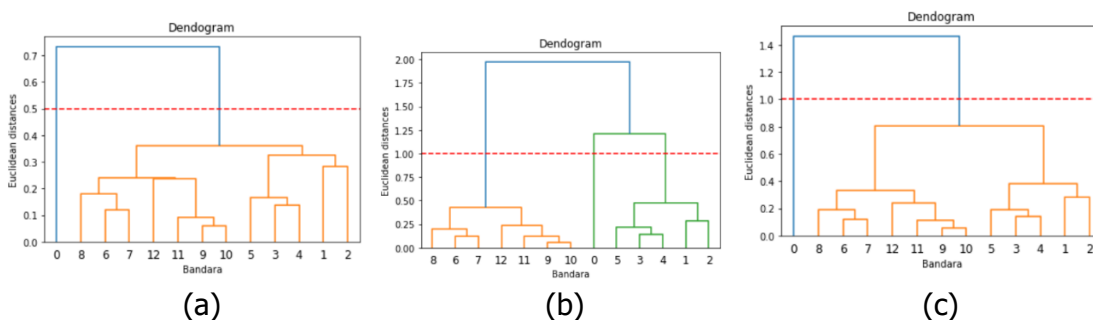 Dendogram
Euclidean distances
0.7
0.6
0.5
0.4
0.3
0.2
0.1
0.0
0 8 6 7 12 11 9 10 5 3 4 1 2
Bandara
(a)
Dendogram
Euclidean distances
2.00
1.75
1.50
1.25
1.00
0.75
0.50
0.25
0.00
8 6 7 12 11 9 10 0 5 3 4 1 2
Bandara
(b)
Dendogram
Euclidean distances
1.4
1.2
1.0
0.8
0.6
0.4
0.2
0.0
0 8 6 7 12 11 9 10 5 3 4 1 2
Bandara
(c)